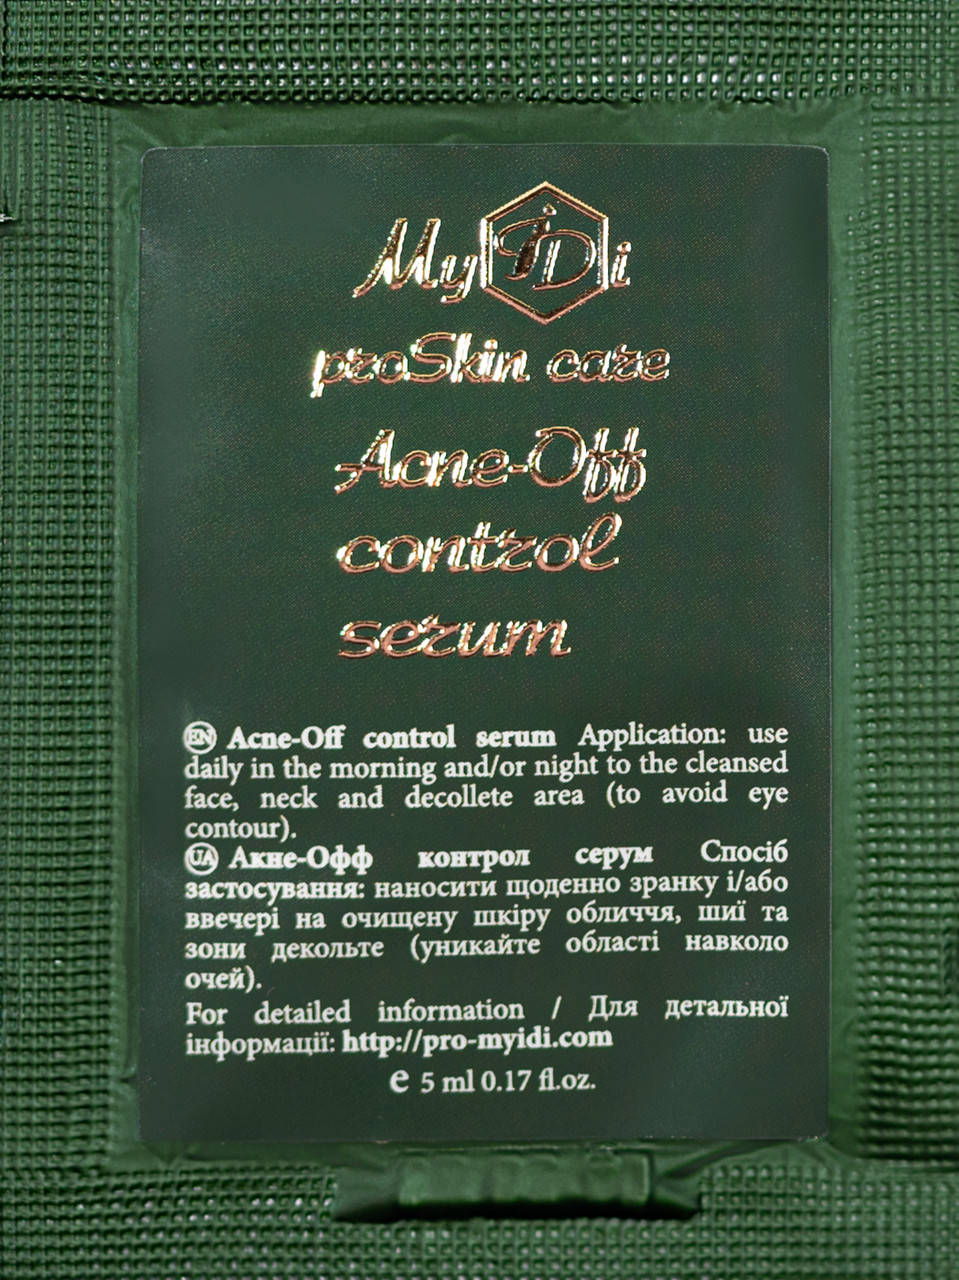 MyiDi
proSkin care
Acne-Off
control
serum
EN Acne-Off control serum Application: use
daily in the morning and/or night to the cleansed
face, neck and decollete area (to avoid eye
contour).
UA Акне-Офф контрол серум Спосіб
застосування: наносити щоденно зранку і/або
ввечері на очищену шкіру обличчя, шиї та
зони декольте (уникайте області навколо
очей).
For detailed information / Для детальної
інформації: http://pro-myidi.com
e 5 ml 0.17 fl.oz.